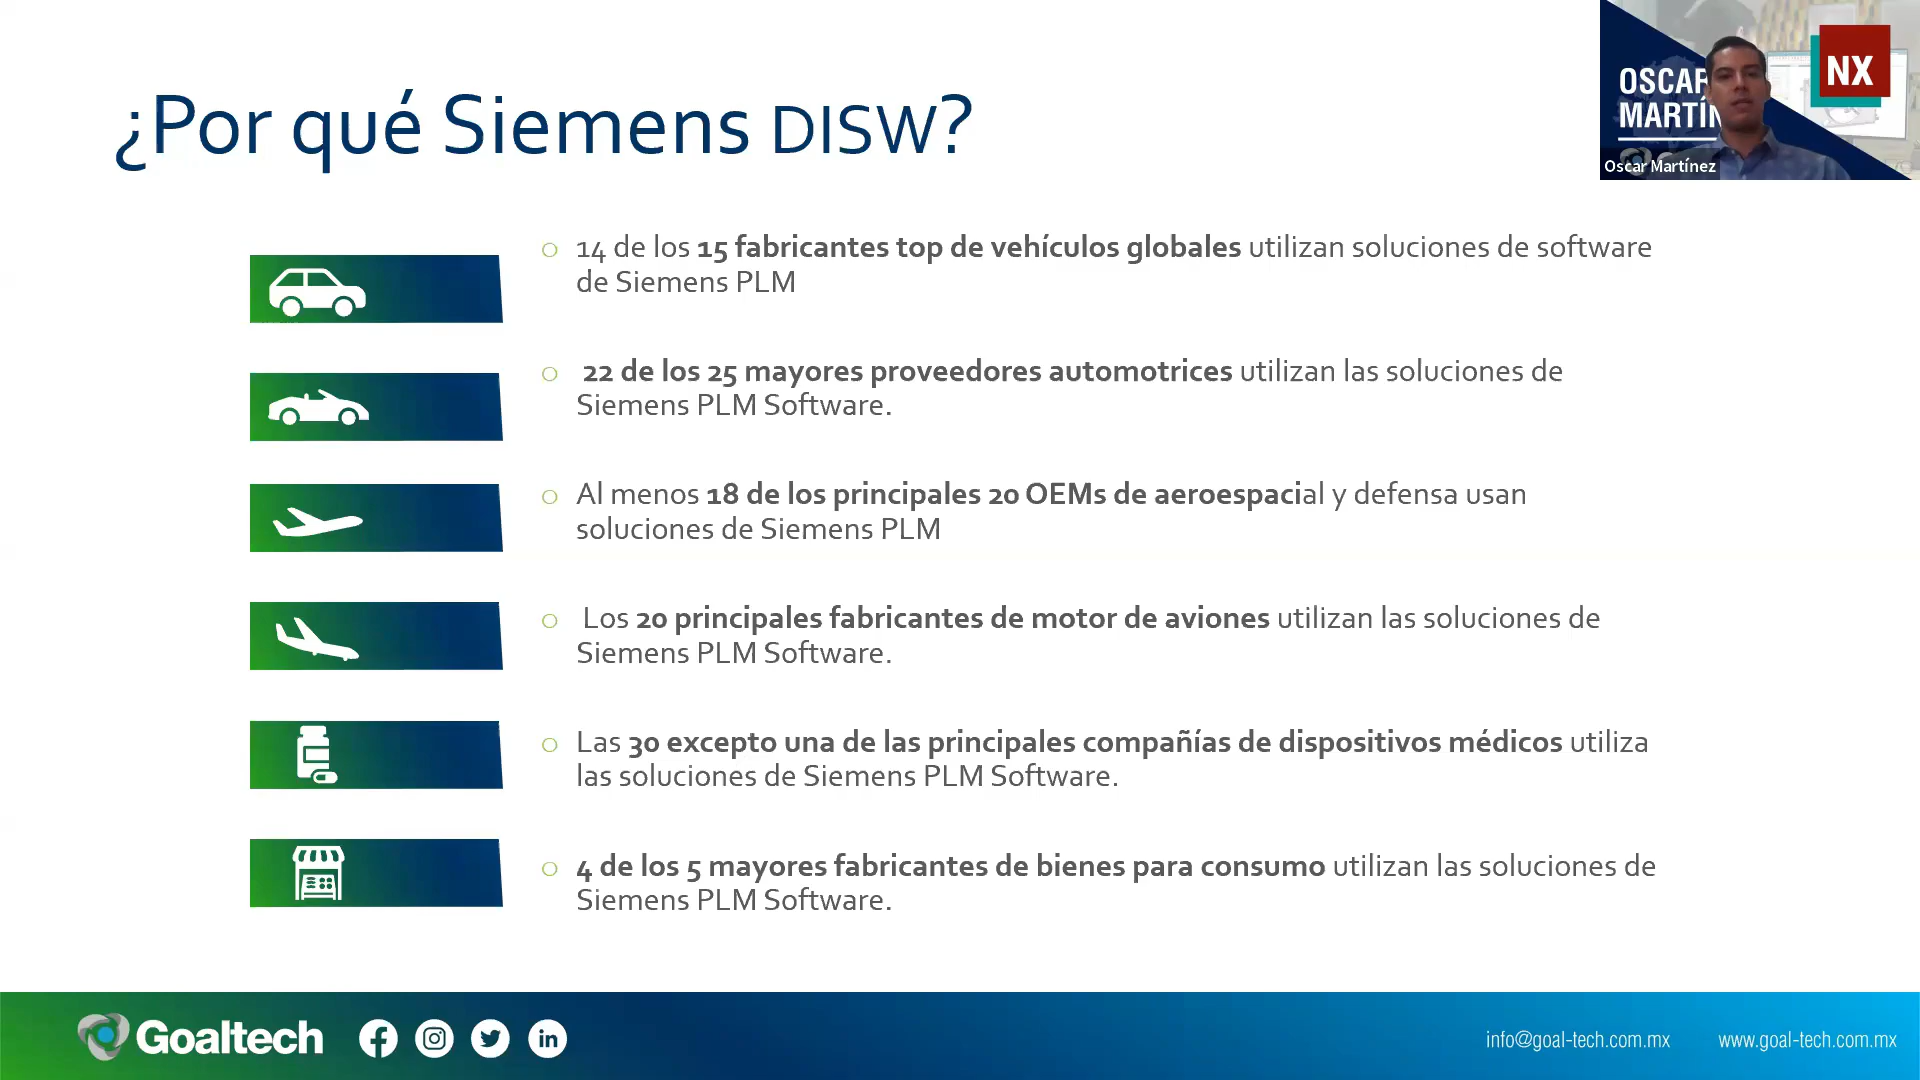 ¿Por qué Siemens DISW?
OSCAR
MARTÍN
Oscar Martínez
NX
o 14 de los 15 fabricantes top de vehículos globales utilizan soluciones de software
de Siemens PLM
o 22 de los 25 mayores proveedores automotrices utilizan las soluciones de
Siemens PLM Software.
o Al menos 18 de los principales 20 OEMs de aeroespacial y defensa usan
soluciones de Siemens PLM
o Los 20 principales fabricantes de motor de aviones utilizan las soluciones de
Siemens PLM Software.
o Las 30 excepto una de las principales compañías de dispositivos médicos utiliza
las soluciones de Siemens PLM Software.
o 4 de los 5 mayores fabricantes de bienes para consumo utilizan las soluciones de
Siemens PLM Software.
Goaltech
info@goal-tech.com.mx
www.goal-tech.com.mx